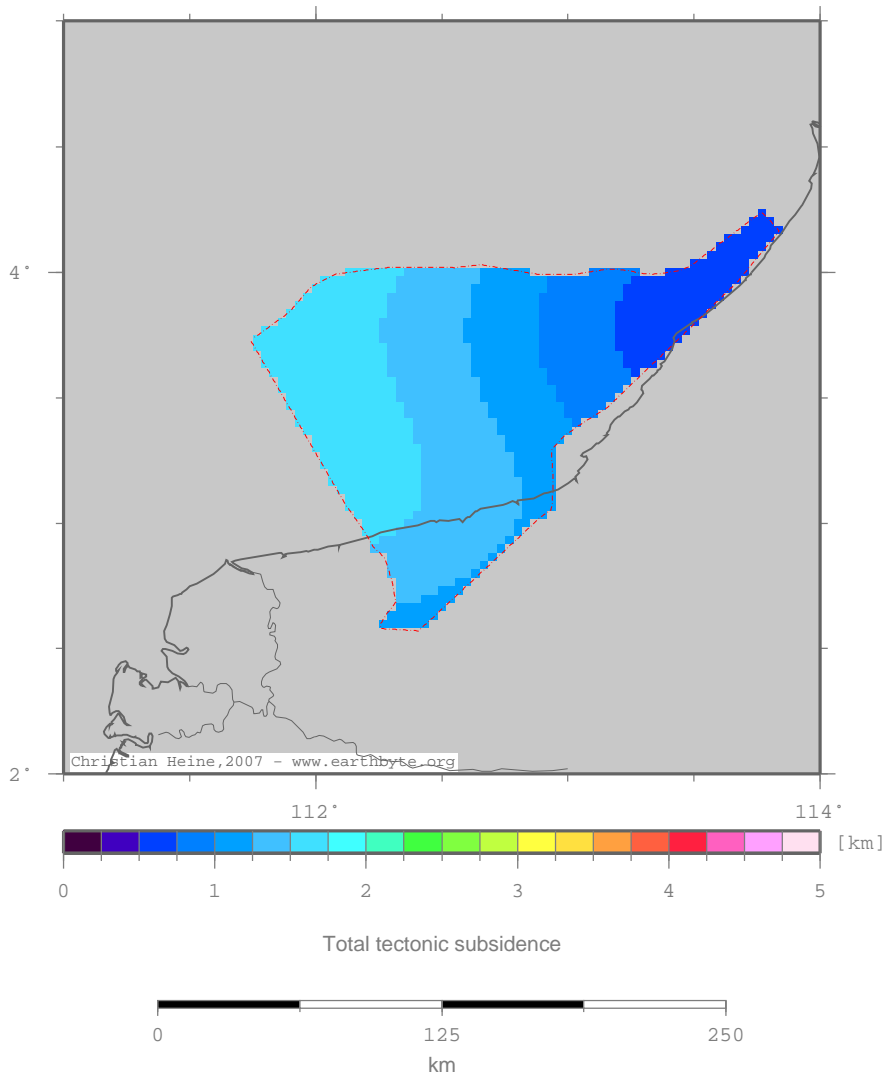 4°
2°
Christian Heine,2007 - www.earthbyte.org
112° 114°
[km]
0 1 2 3 4 5
Total tectonic subsidence
0 125 250
km